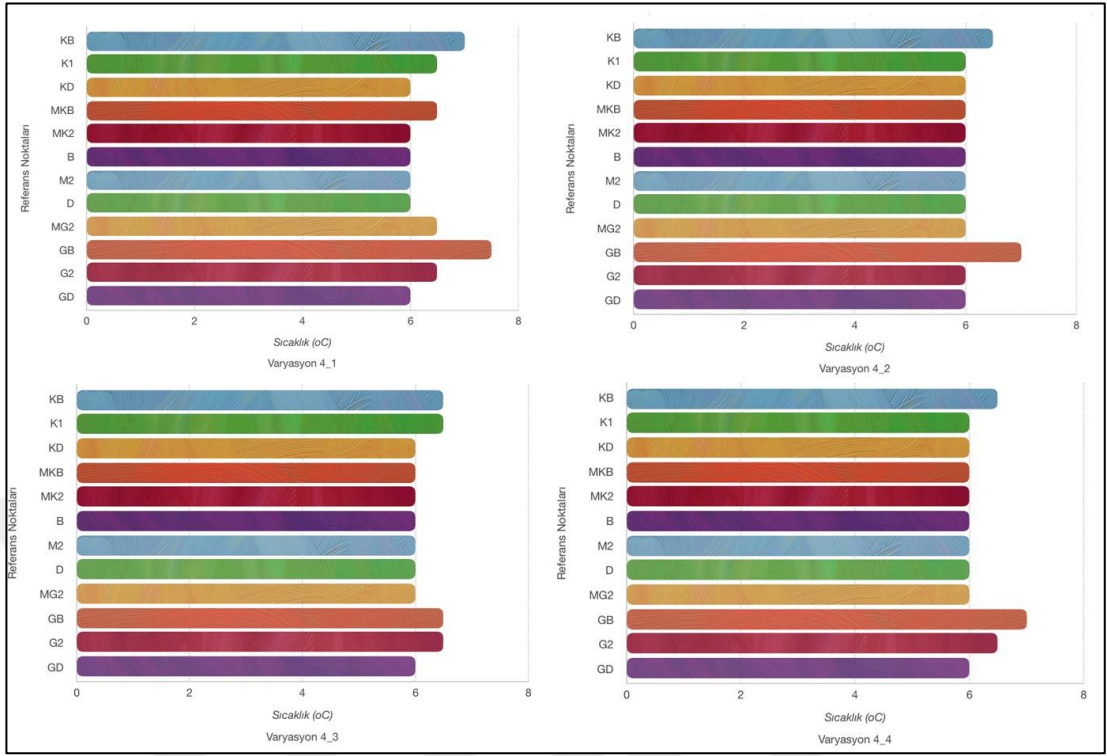 KB
K1
KD
MKB
MK2
B
M2
D
MG2
GB
G2
GD
Referans Noktaları
0 2 4 6 8
Sıcaklık (oC)
Varyasyon 4_1
KB
K1
KD
MKB
MK2
B
M2
D
MG2
GB
G2
GD
Referans Noktaları
0 2 4 6 8
Sıcaklık (oC)
Varyasyon 4_2
KB
K1
KD
MKB
MK2
B
M2
D
MG2
GB
G2
GD
Referans Noktaları
0 2 4 6 8
Sıcaklık (oC)
Varyasyon 4_3
KB
K1
KD
MKB
MK2
B
M2
D
MG2
GB
G2
GD
Referans Noktaları
0 2 4 6 8
Sıcaklık (oC)
Varyasyon 4_4